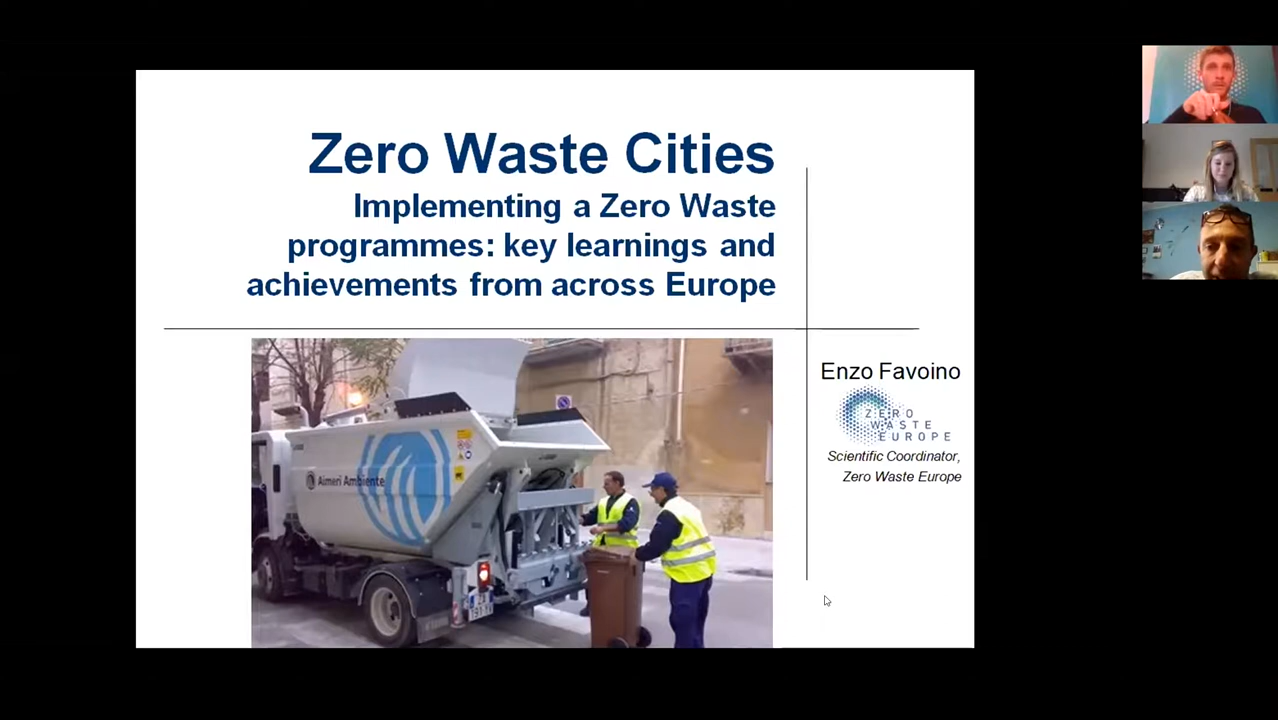 Zero Waste Cities
Implementing a Zero Waste
programmes: key learnings and
achievements from across Europe
Enzo Favoino
ZERO
WASTE
EUROPE
Scientific Coordinator,
Zero Waste Europe
Aimeri Ambiente